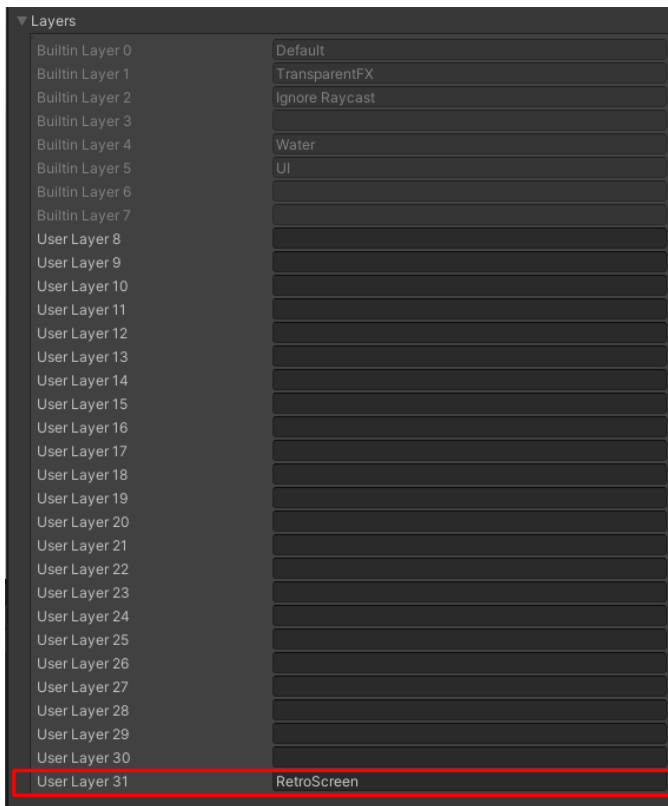 Layers
Builtin Layer 0 Default
Builtin Layer 1 TransparentFX
Builtin Layer 2 Ignore Raycast
Builtin Layer 3
Builtin Layer 4 Water
Builtin Layer 5 UI
Builtin Layer 6
Builtin Layer 7
User Layer 8
User Layer 9
User Layer 10
User Layer 11
User Layer 12
User Layer 13
User Layer 14
User Layer 15
User Layer 16
User Layer 17
User Layer 18
User Layer 19
User Layer 20
User Layer 21
User Layer 22
User Layer 23
User Layer 24
User Layer 25
User Layer 26
User Layer 27
User Layer 28
User Layer 29
User Layer 30
User Layer 31 RetroScreen